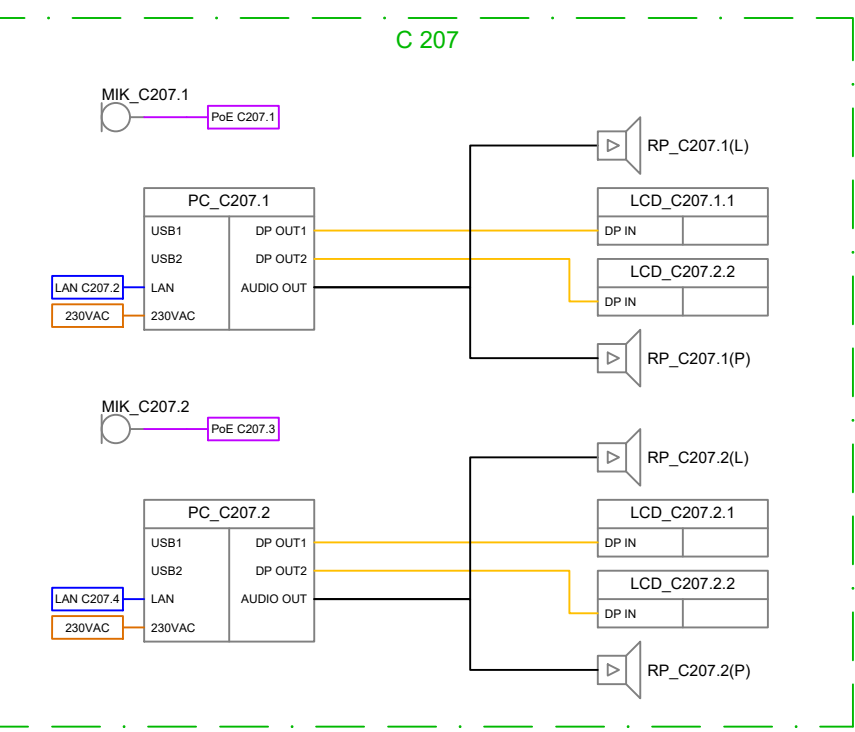 C 207
MIK_C207.1
PoE C207.1
RP_C207.1(L)
PC_C207.1
LCD_C207.1.1
USB1 DP OUT1
DP IN
USB2 DP OUT2
LCD_C207.2.2
LAN C207.2 LAN AUDIO OUT
DP IN
230VAC 230VAC
RP_C207.1(P)
MIK_C207.2
PoE C207.3
RP_C207.2(L)
PC_C207.2
LCD_C207.2.1
USB1 DP OUT1
DP IN
USB2 DP OUT2
LCD_C207.2.2
LAN C207.4 LAN AUDIO OUT
DP IN
230VAC 230VAC
RP_C207.2(P)